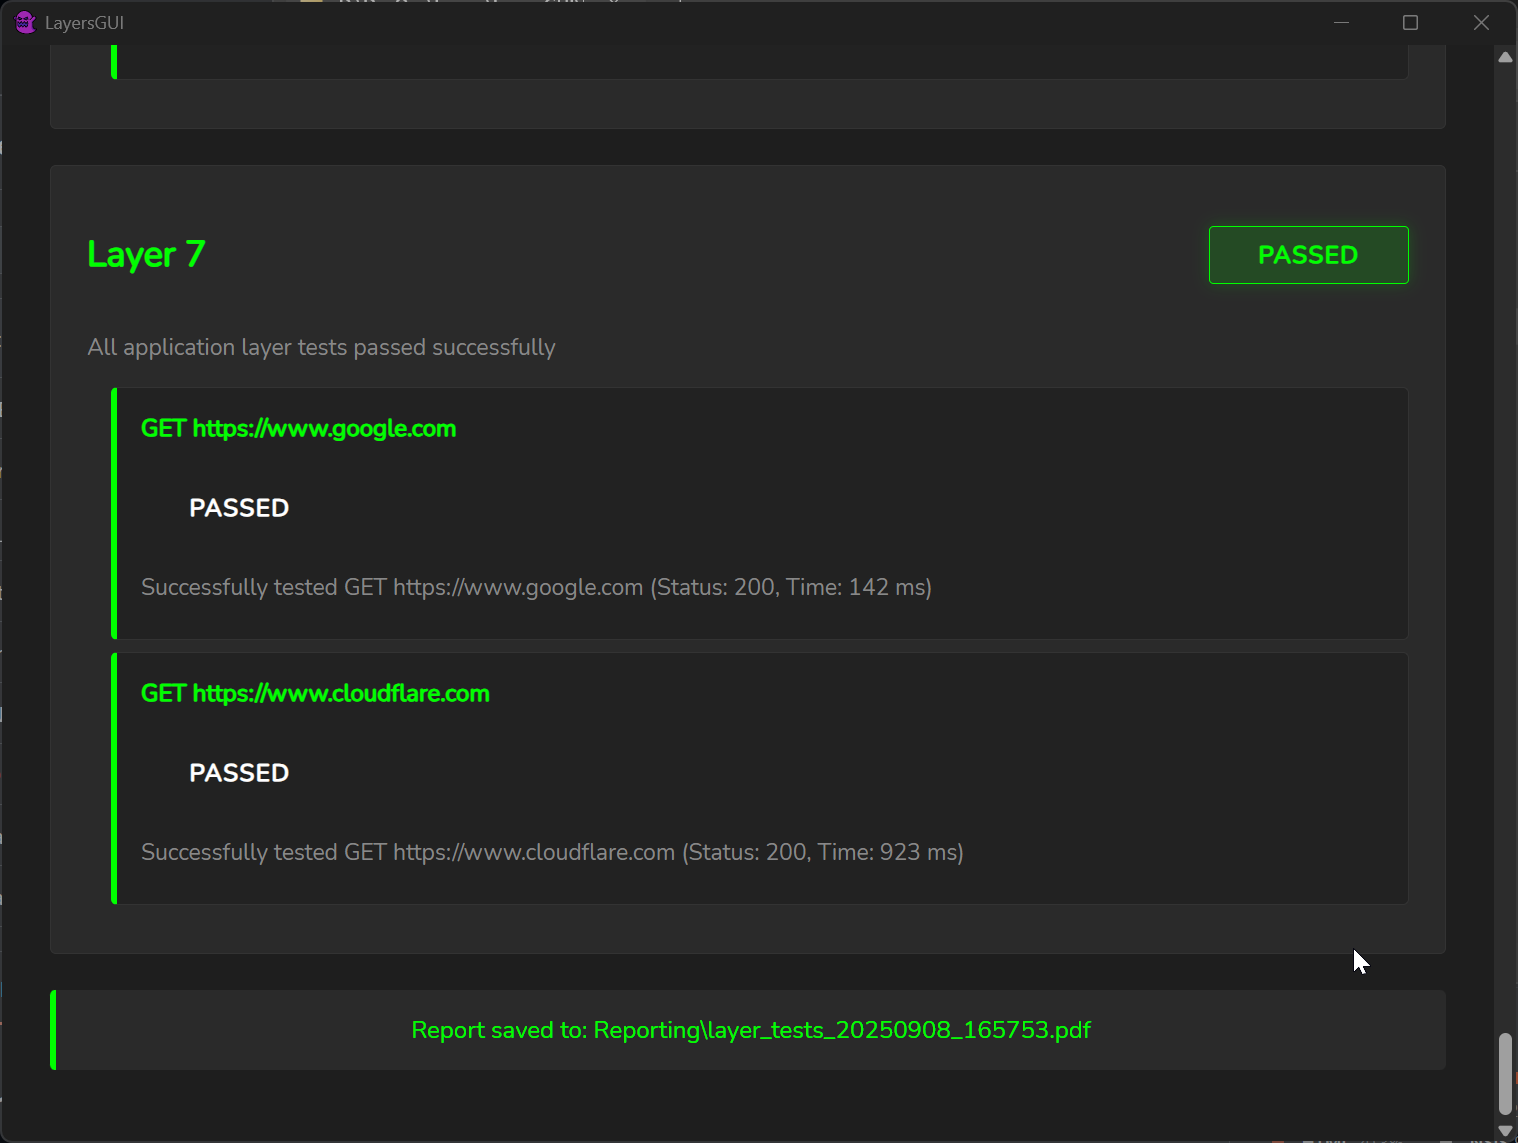 LayersGUI
Layer 7
PASSED
All application layer tests passed successfully
GET https://www.google.com
PASSED
Successfully tested GET https://www.google.com (Status: 200, Time: 142 ms)
GET https://www.cloudflare.com
PASSED
Successfully tested GET https://www.cloudflare.com (Status: 200, Time: 923 ms)
Report saved to: Reporting\layer_tests_20250908_165753.pdf